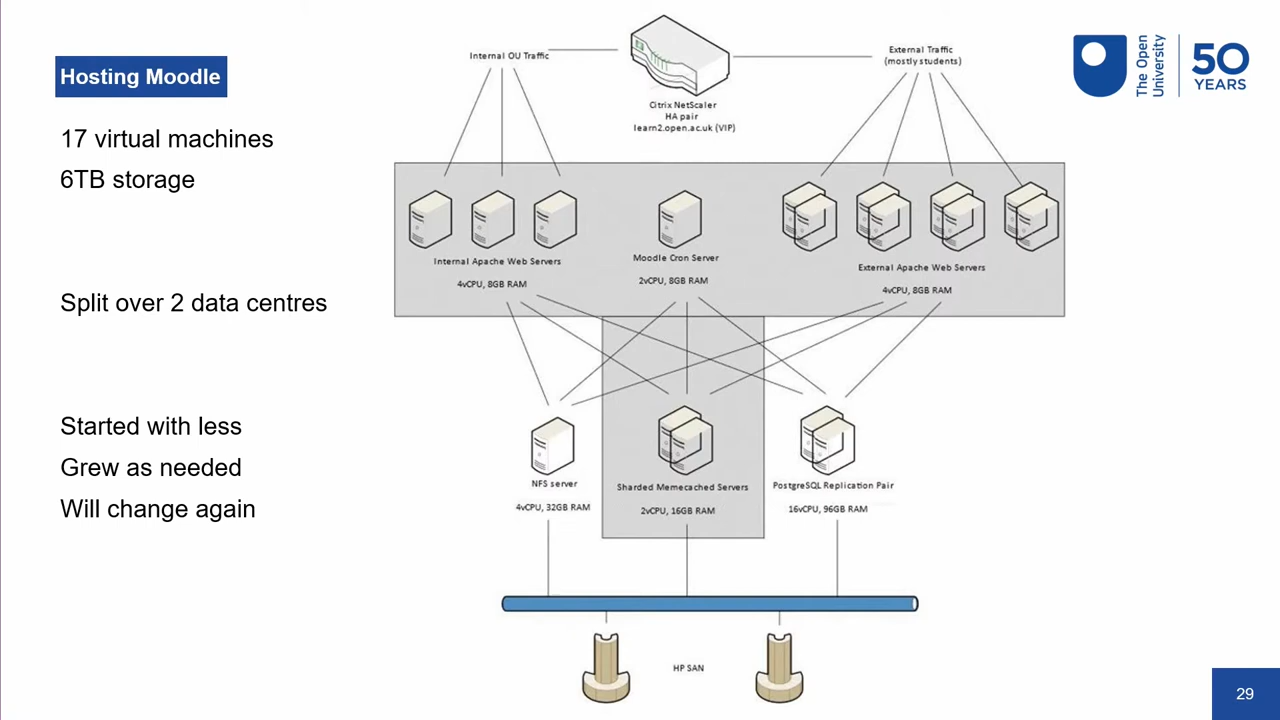 Hosting Moodle
17 virtual machines
6TB storage
Split over 2 data centres
Started with less
Grew as needed
Will change again
Internal OU Traffic
Citrix NetScaler
HA pair
learn2.open.ac.uk (VIP)
External Traffic
(mostly students)
The Open
University
50
YEARS
Internal Apache Web Servers
4vCPU, 8GB RAM
Moodle Cron Server
2vCPU, 8GB RAM
External Apache Web Servers
4vCPU, 8GB RAM
NFS server
4vCPU, 32GB RAM
Sharded Memecached Servers
2vCPU, 16GB RAM
PostgreSQL Replication Pair
16vCPU, 96GB RAM
HP SAN
29